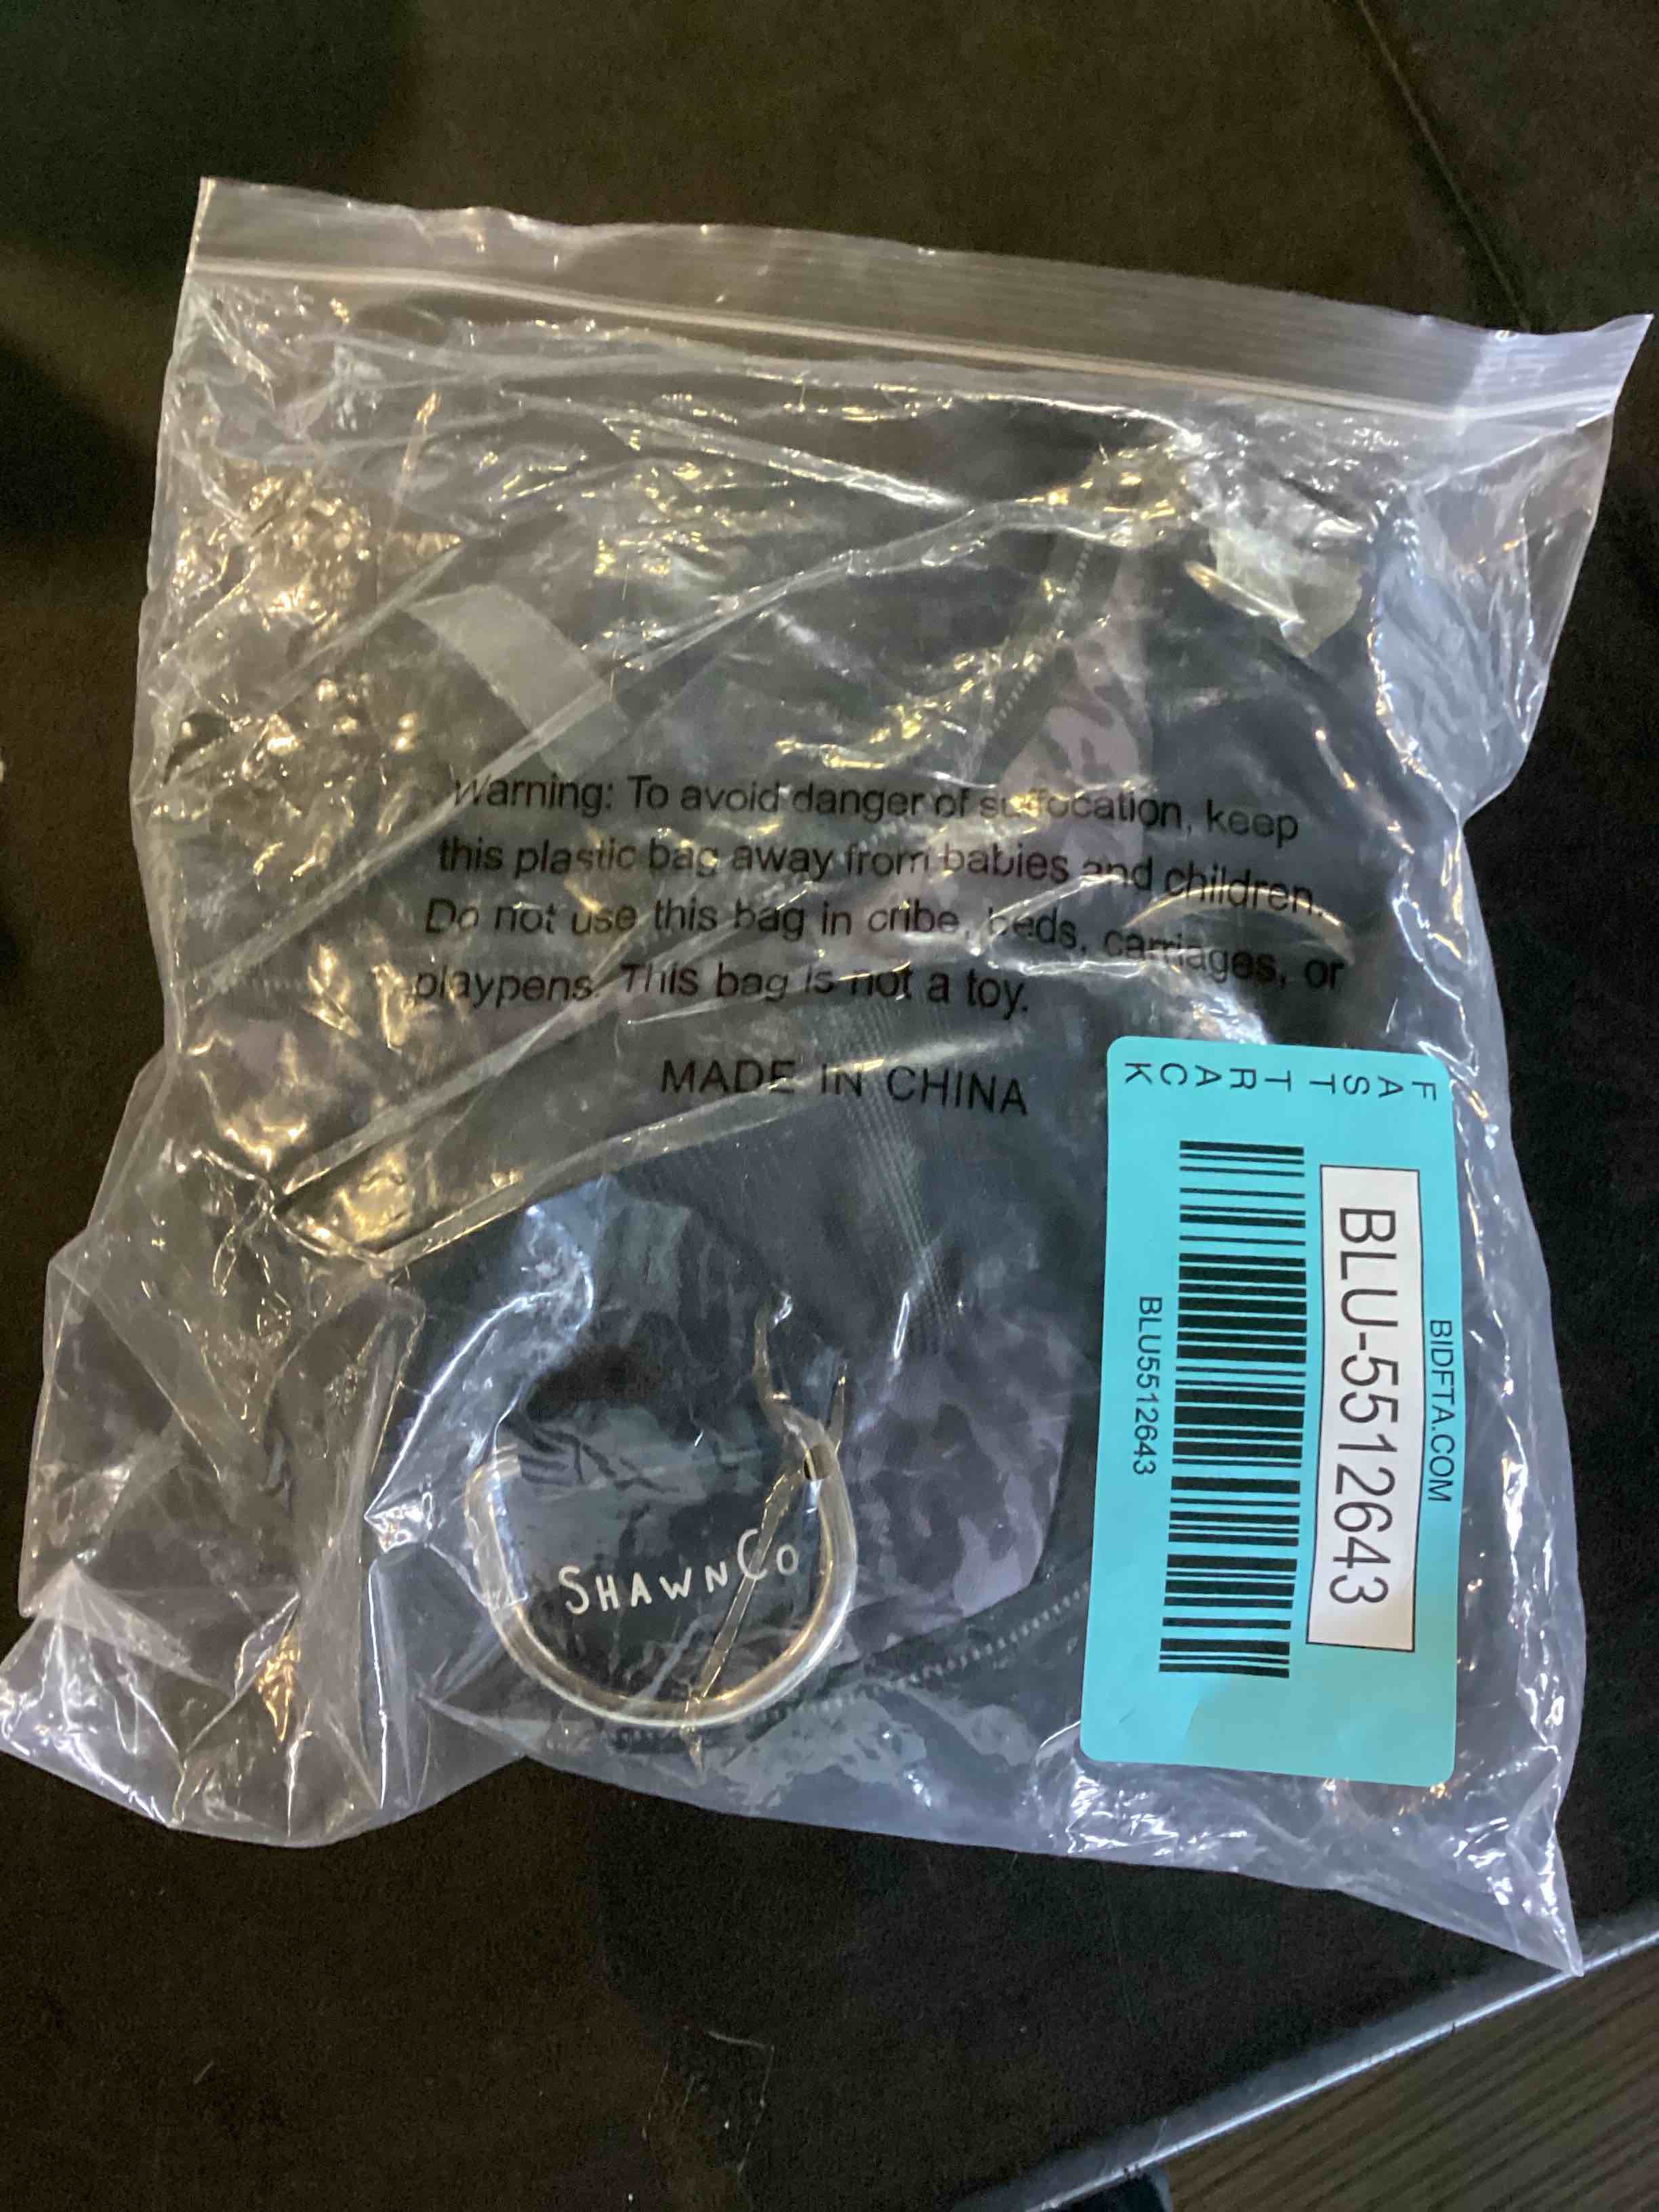 Warning: To avoid danger of suffocation, keep
this plastic bag away from babies and children.
Do not use this bag in cribe, beds, carriages, or
playpens. This bag is not a toy.
MADE IN CHINA
FAST TRACK
BIDFTA.COM
BLU-5512643
BLU5512643
SHAWNCO